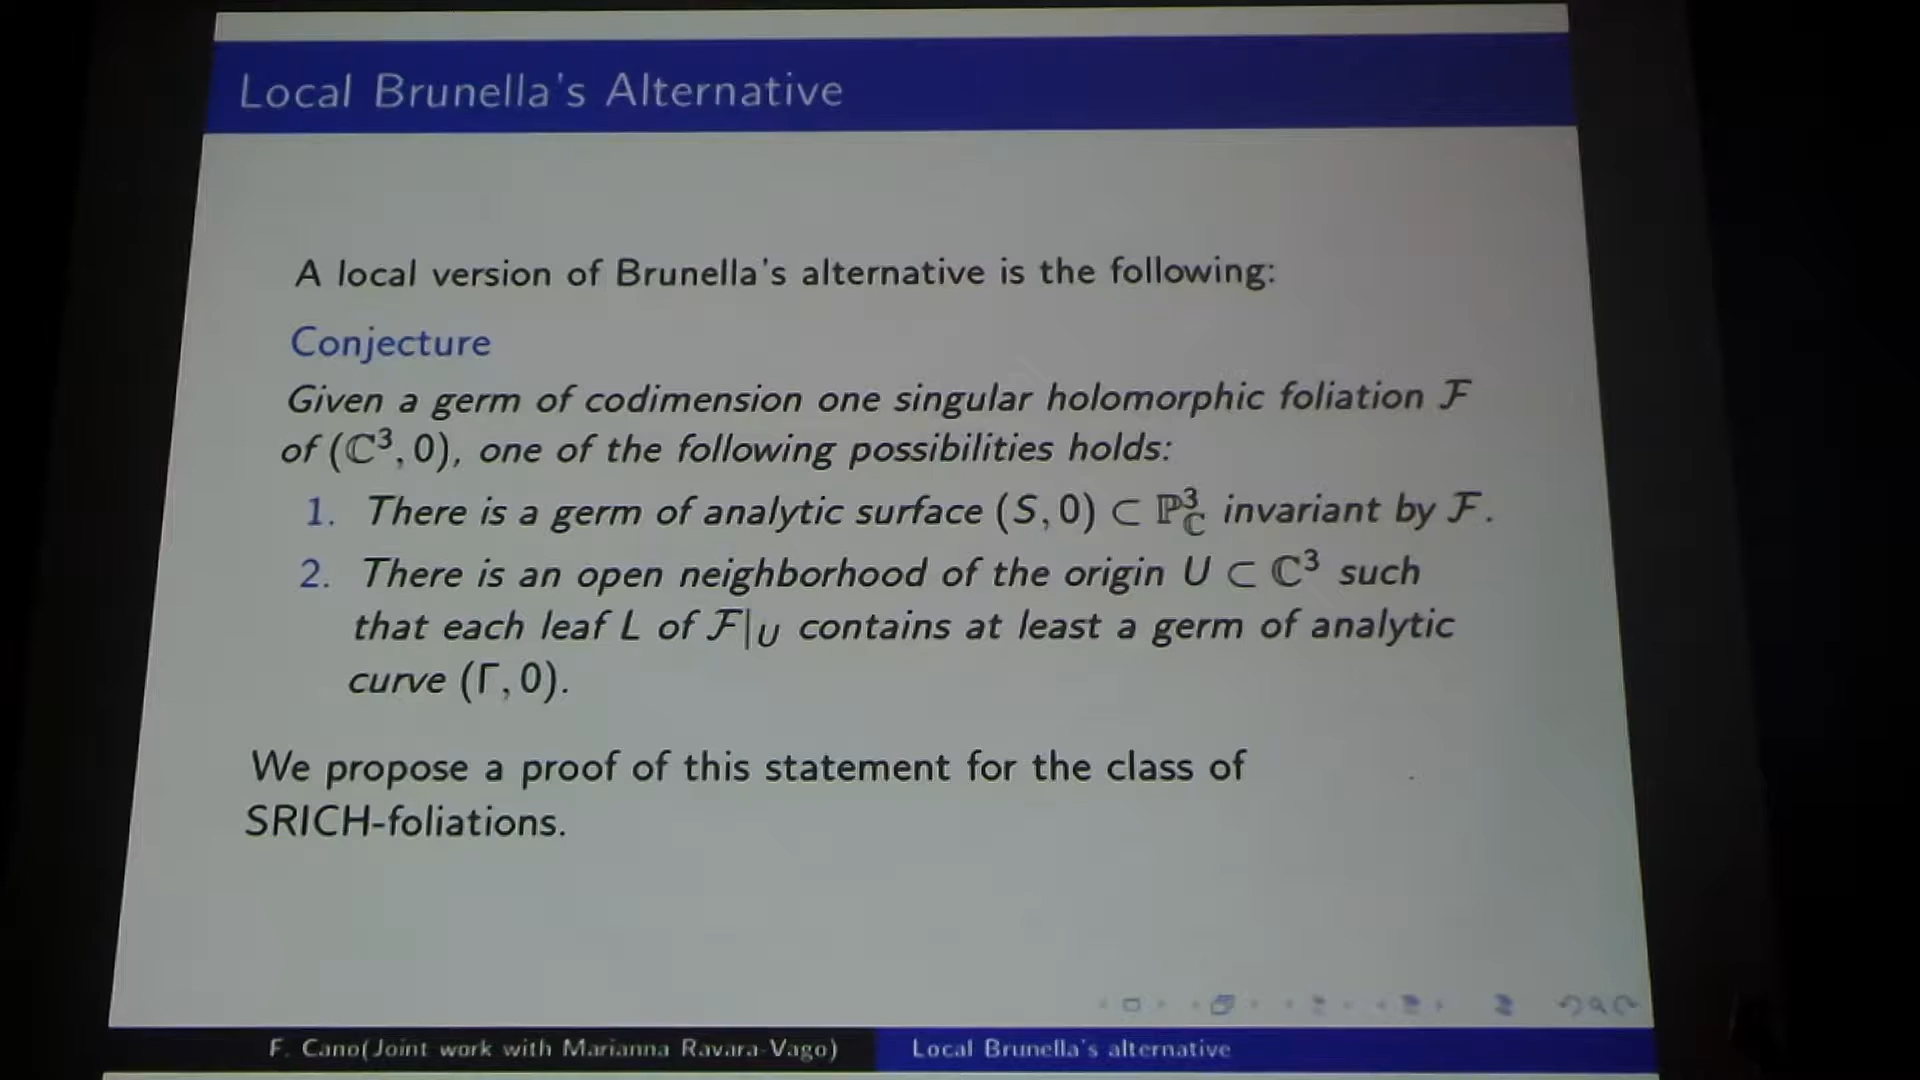 Local Brunella's Alternative
A local version of Brunella's alternative is the following:
Conjecture
Given a germ of codimension one singular holomorphic foliation ℱ
of (ℂ³, 0), one of the following possibilities holds:
1. There is a germ of analytic surface (S, 0) ⊂ ℙ³_ℂ invariant by ℱ.
2. There is an open neighborhood of the origin U ⊂ ℂ³ such
that each leaf L of ℱ|_U contains at least a germ of analytic
curve (Γ, 0).
We propose a proof of this statement for the class of
SRICH-foliations.
F. Cano(Joint work with Marianna Ravara-Vago)
Local Brunella's alternative